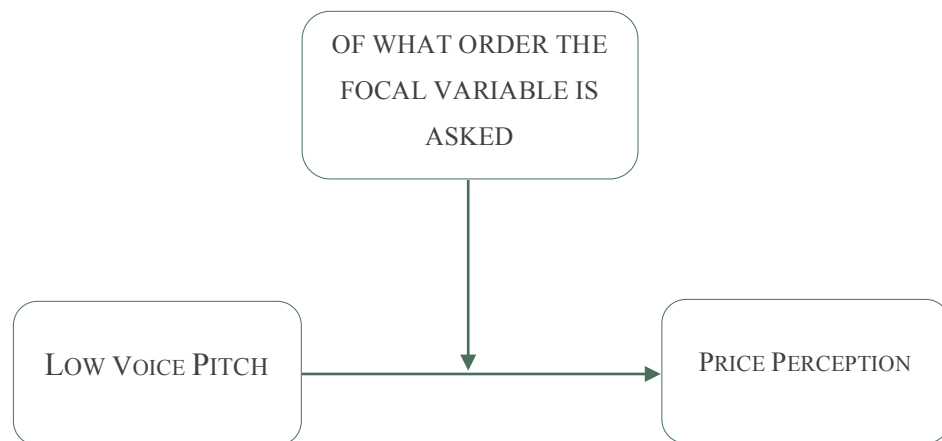 OF WHAT ORDER THE
FOCAL VARIABLE IS
ASKED
LOW VOICE PITCH
PRICE PERCEPTION